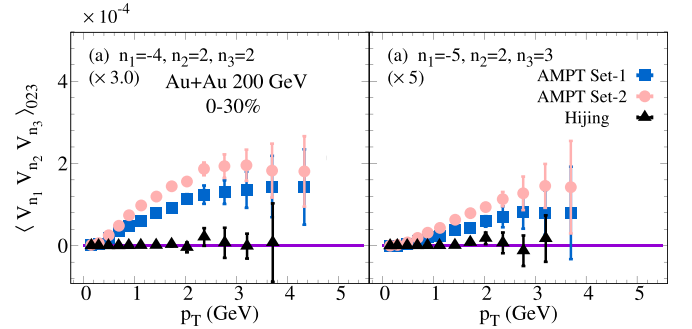 × 10⁻⁴
(a) n₁=-4, n₂=2, n₃=2
(× 3.0)
Au+Au 200 GeV
0-30%
(a) n₁=-5, n₂=2, n₃=3
(× 5)
AMPT Set-1
AMPT Set-2
Hijing
⟨ V_{n₁} V_{n₂} V_{n₃} ⟩₀₂₃
4
2
0
0 1 2 3 4 5
0 1 2 3 4 5
p_T (GeV)
p_T (GeV)